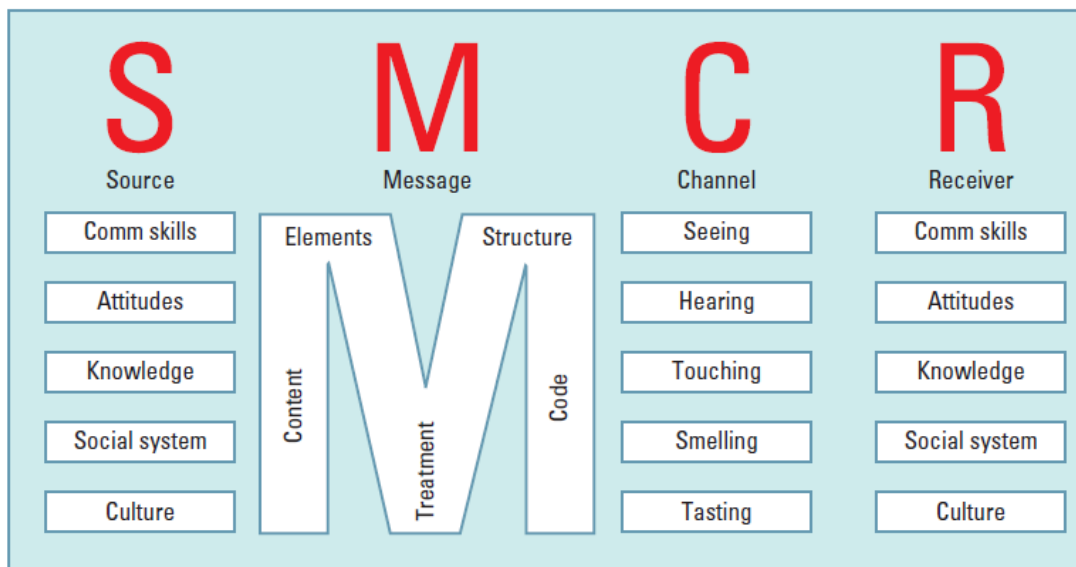 S M C R
Source Message Channel Receiver
Comm skills Elements Structure Seeing Comm skills
Attitudes Hearing Attitudes
Knowledge Content Treatment Code Touching Knowledge
Social system Smelling Social system
Culture Tasting Culture